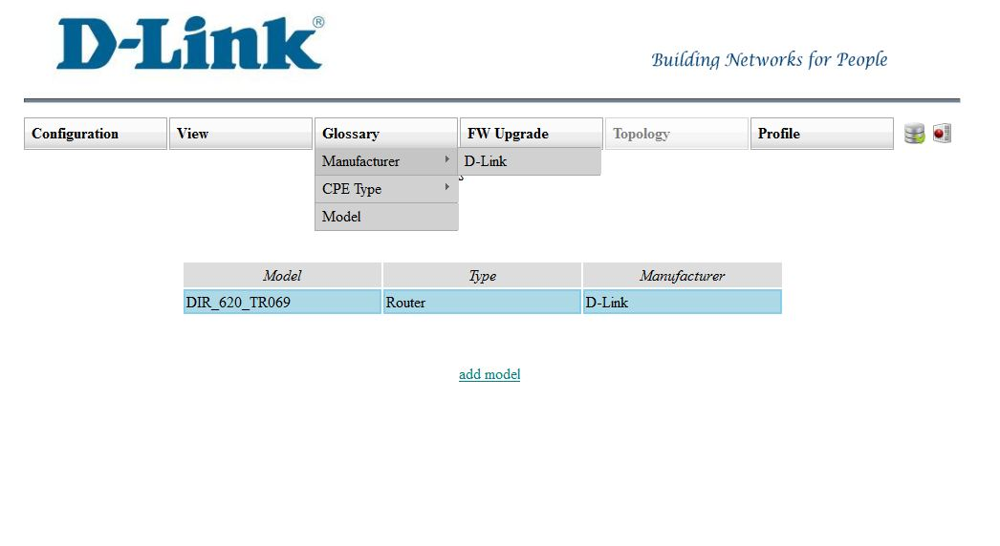 D-Link®
Building Networks for People
Configuration View Glossary FW Upgrade Topology Profile
Manufacturer D-Link
CPE Type
Model
Model Type Manufacturer
DIR_620_TR069 Router D-Link
add model